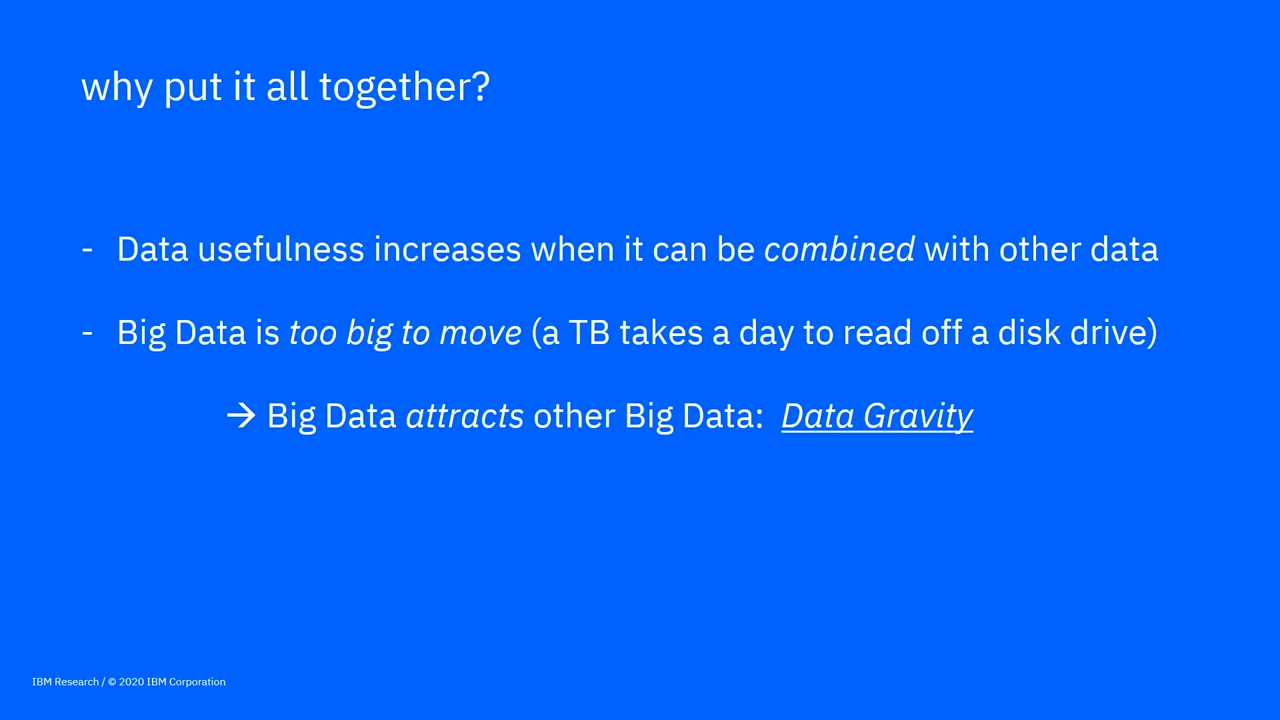 why put it all together?
- Data usefulness increases when it can be combined with other data
- Big Data is too big to move (a TB takes a day to read off a disk drive)
→ Big Data attracts other Big Data: Data Gravity
IBM Research / © 2020 IBM Corporation